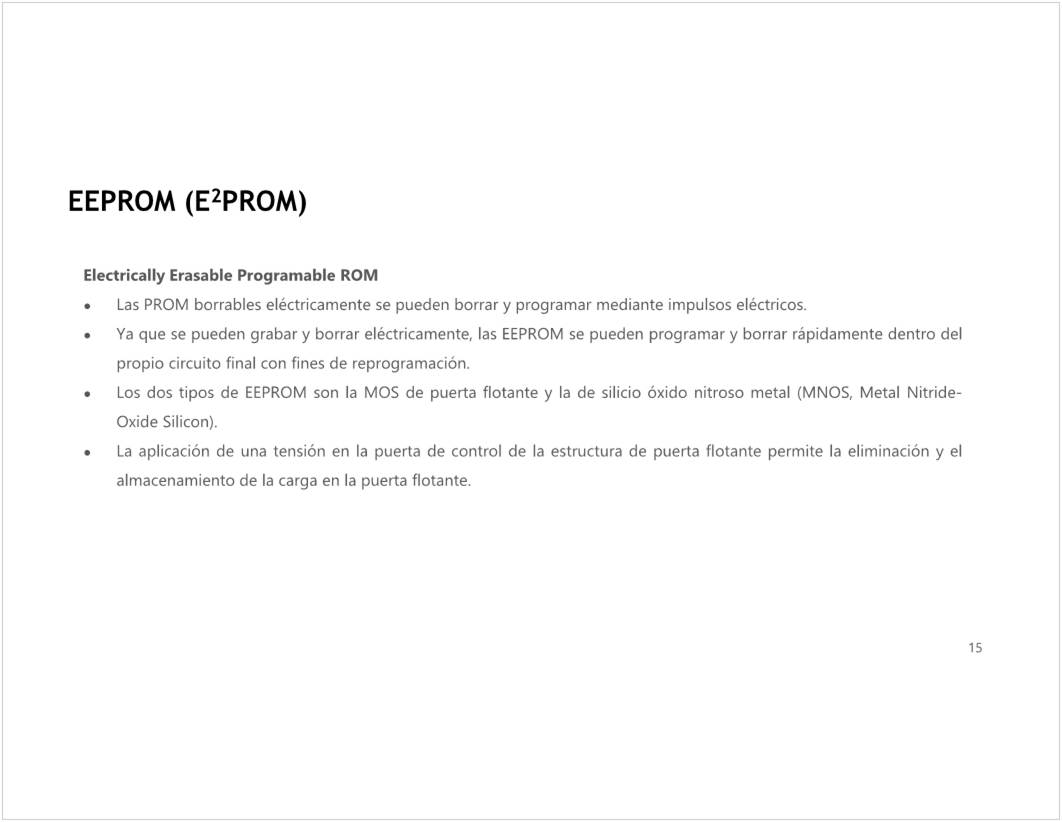 EEPROM (E²PROM)
Electrically Erasable Programable ROM
• Las PROM borrables eléctricamente se pueden borrar y programar mediante impulsos eléctricos.
• Ya que se pueden grabar y borrar eléctricamente, las EEPROM se pueden programar y borrar rápidamente dentro del
propio circuito final con fines de reprogramación.
• Los dos tipos de EEPROM son la MOS de puerta flotante y la de silicio óxido nitroso metal (MNOS, Metal Nitride-
Oxide Silicon).
• La aplicación de una tensión en la puerta de control de la estructura de puerta flotante permite la eliminación y el
almacenamiento de la carga en la puerta flotante.
15